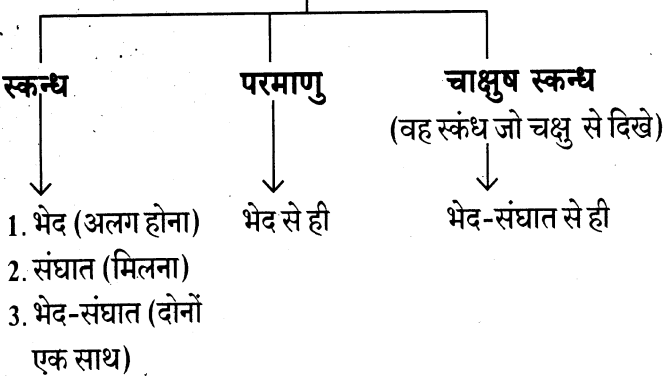 स्कन्ध परमाणु चाक्षुष स्कन्ध
(वह स्कंध जो चक्षु से दिखे)
1. भेद (अलग होना) भेद से ही भेद-संघात से ही
2. संघात (मिलना)
3. भेद-संघात (दोनों
एक साथ)